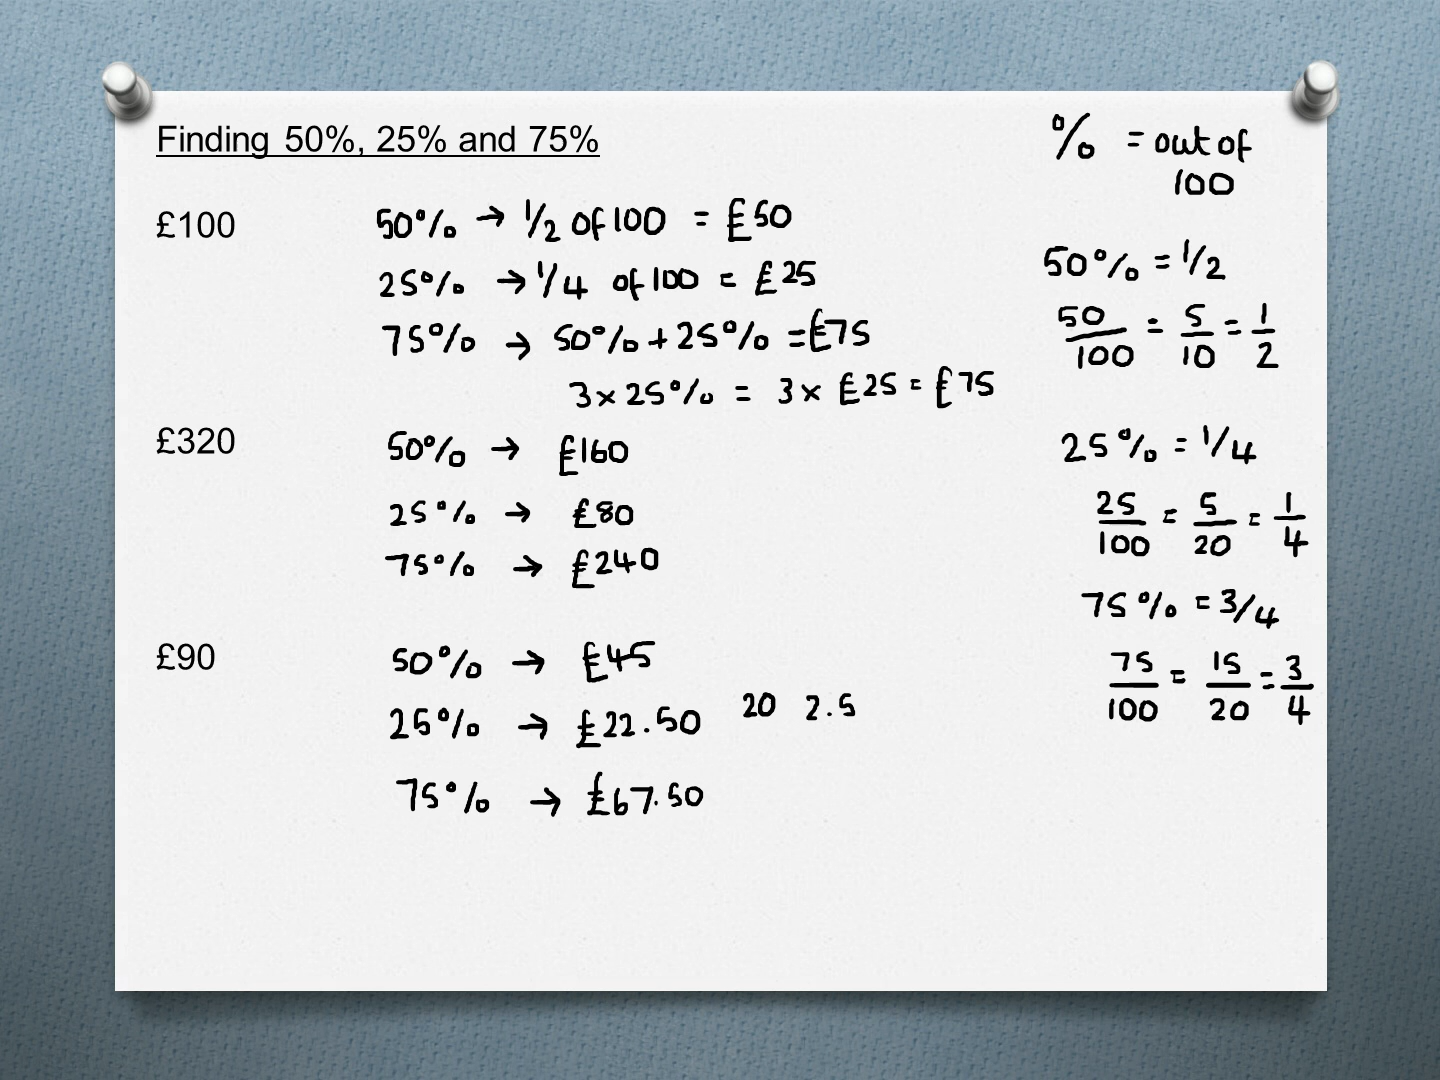 Finding 50%, 25% and 75%
% = out of
100
£100
50% → 1/2 of 100 = £50
25% → 1/4 of 100 = £25
75% → 50% + 25% = £75
3 x 25% = 3 x £25 = £75
£320
50% → £160
25% → £80
75% → £240
£90
50% → £45
25% → £22.50 20 2.5
75% → £67.50
50% = 1/2
50/100 = 5/10 = 1/2
25% = 1/4
25/100 = 5/20 = 1/4
75% = 3/4
75/100 = 15/20 = 3/4